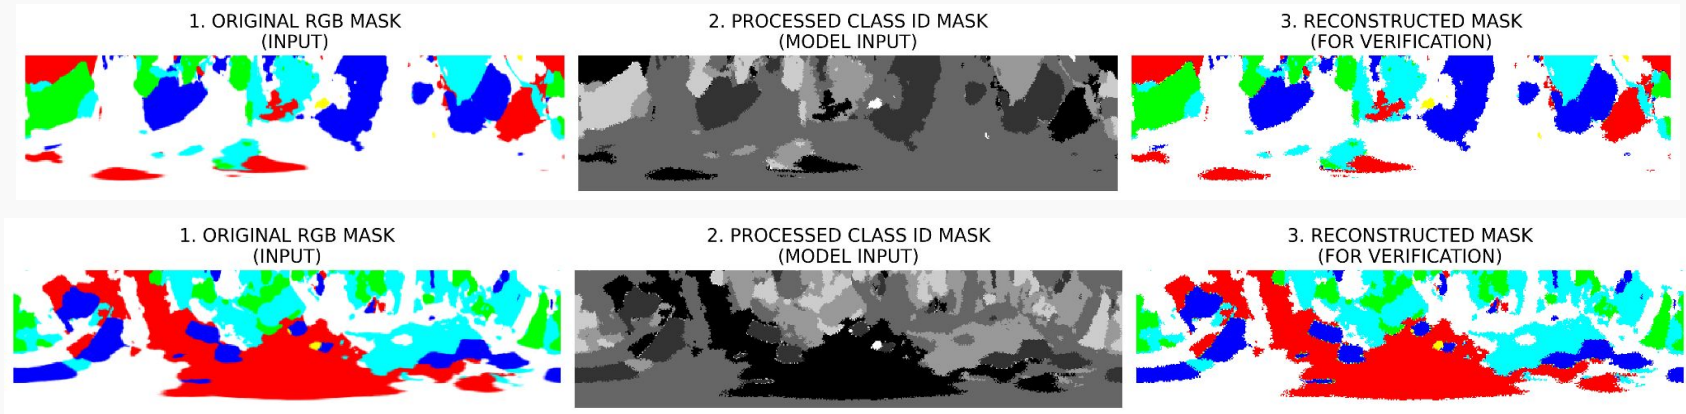 1. ORIGINAL RGB MASK
(INPUT)
2. PROCESSED CLASS ID MASK
(MODEL INPUT)
3. RECONSTRUCTED MASK
(FOR VERIFICATION)
1. ORIGINAL RGB MASK
(INPUT)
2. PROCESSED CLASS ID MASK
(MODEL INPUT)
3. RECONSTRUCTED MASK
(FOR VERIFICATION)